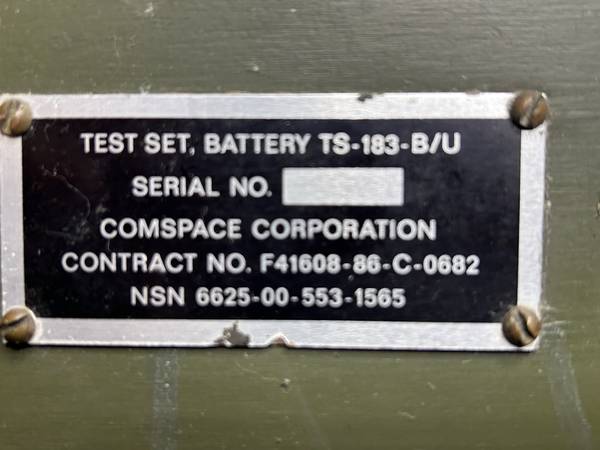 TEST SET, BATTERY TS-183-B/U
SERIAL NO.
COMSPACE CORPORATION
CONTRACT NO. F41608-86-C-0682
NSN 6625-00-553-1565